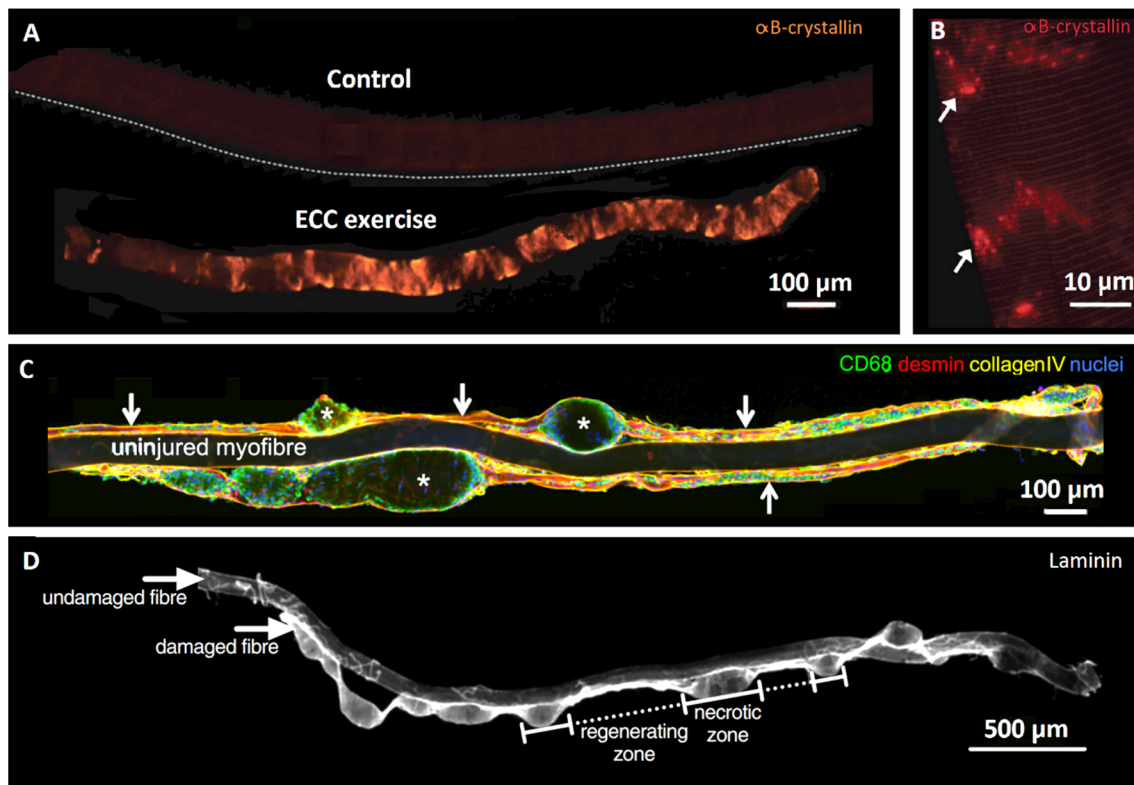 A
αB-crystallin
Control
ECC exercise
100 µm
B
αB-crystallin
10 µm
C
CD68 desmin collagenIV nuclei
*
*
uninjured myofibre
*
100 µm
D
Laminin
undamaged fibre
damaged fibre
necrotic
zone
regenerating
zone
500 µm